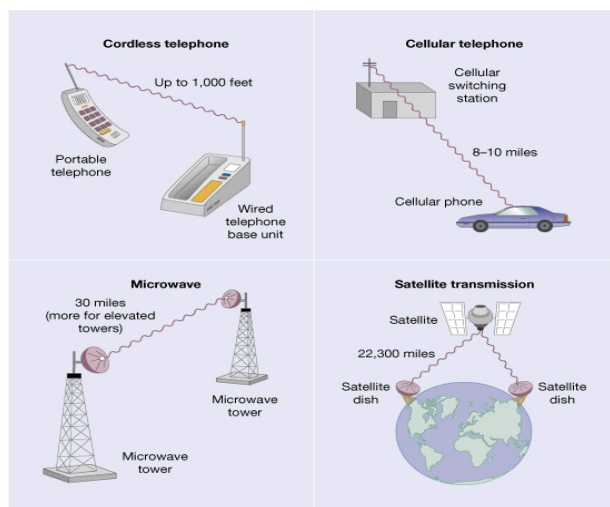 Cordless telephone
Up to 1,000 feet
Portable
telephone
Wired
telephone
base unit
Cellular telephone
Cellular
switching
station
8–10 miles
Cellular phone
Microwave
30 miles
(more for elevated
towers)
Microwave
tower
Microwave
tower
Satellite transmission
Satellite
22,300 miles
Satellite
dish
Satellite
dish